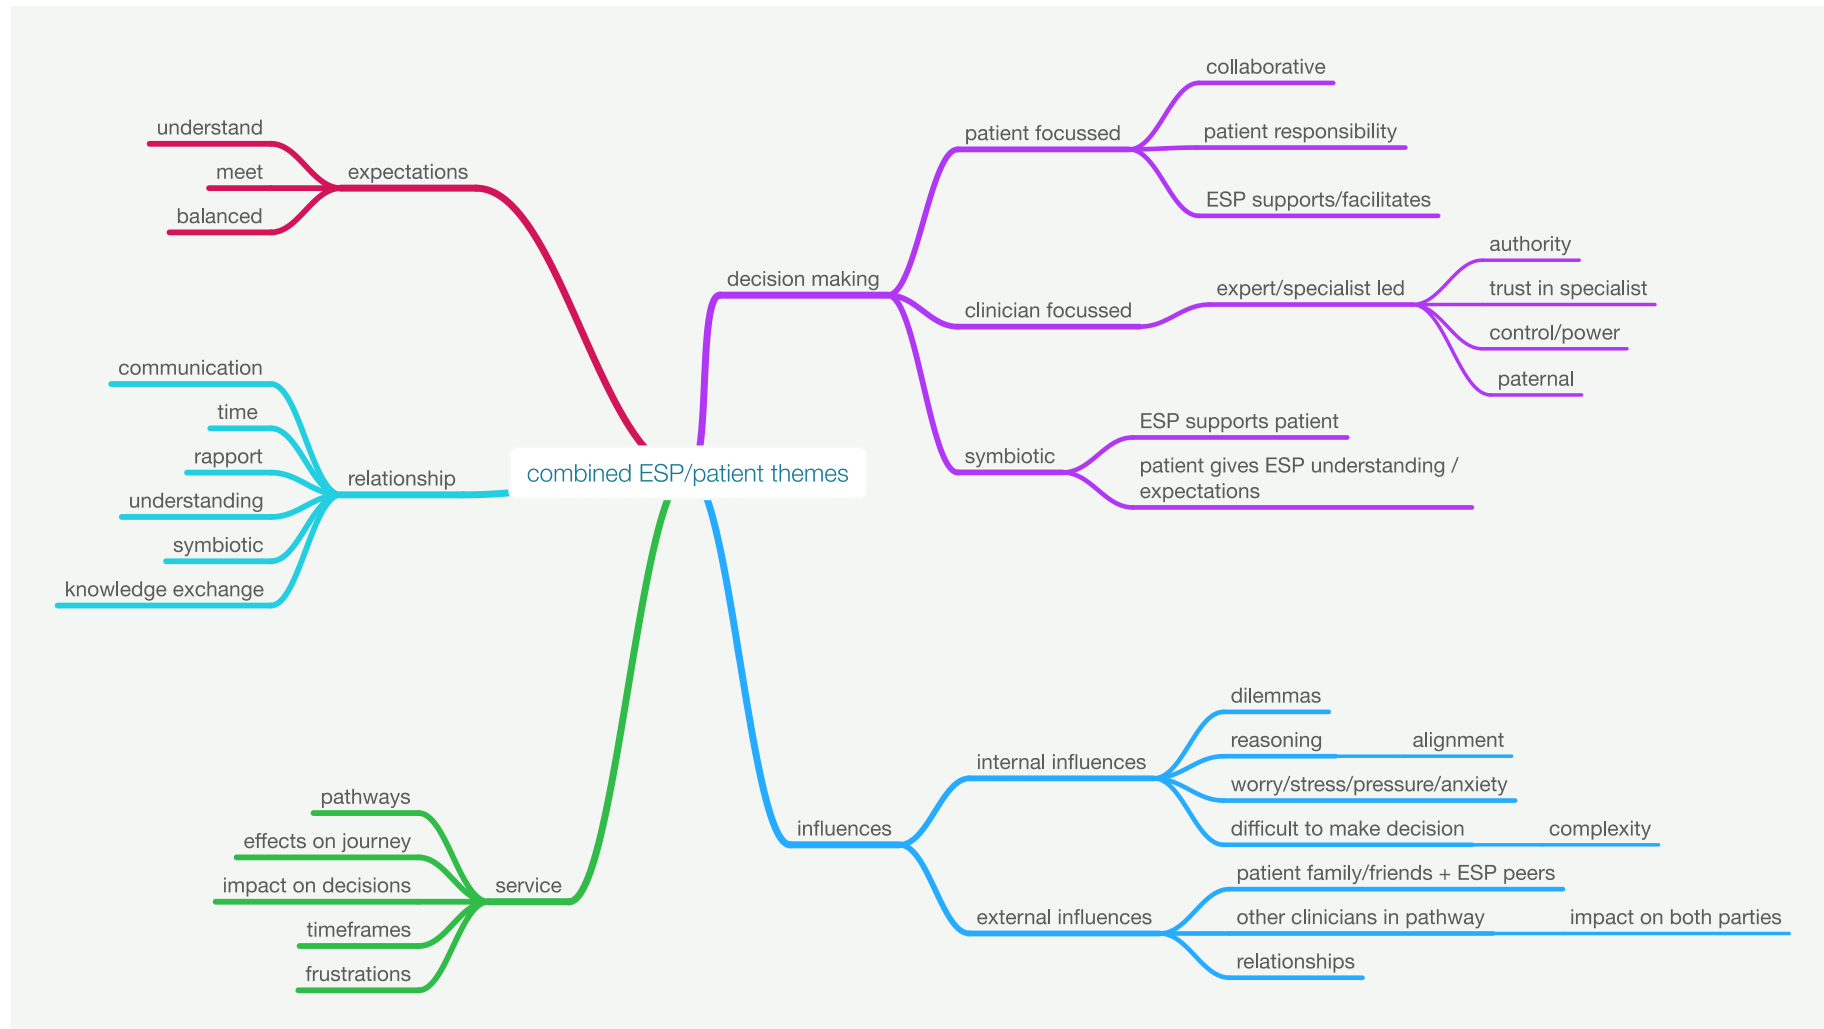 combined ESP/patient themes
expectations
understand
meet
balanced
relationship
communication
time
rapport
understanding
symbiotic
knowledge exchange
service
pathways
effects on journey
impact on decisions
timeframes
frustrations
decision making
patient focussed
collaborative
patient responsibility
ESP supports/facilitates
clinician focussed
expert/specialist led
authority
trust in specialist
control/power
paternal
symbiotic
ESP supports patient
patient gives ESP understanding /
expectations
influences
internal influences
dilemmas
reasoning
alignment
worry/stress/pressure/anxiety
difficult to make decision
complexity
external influences
patient family/friends + ESP peers
other clinicians in pathway
impact on both parties
relationships